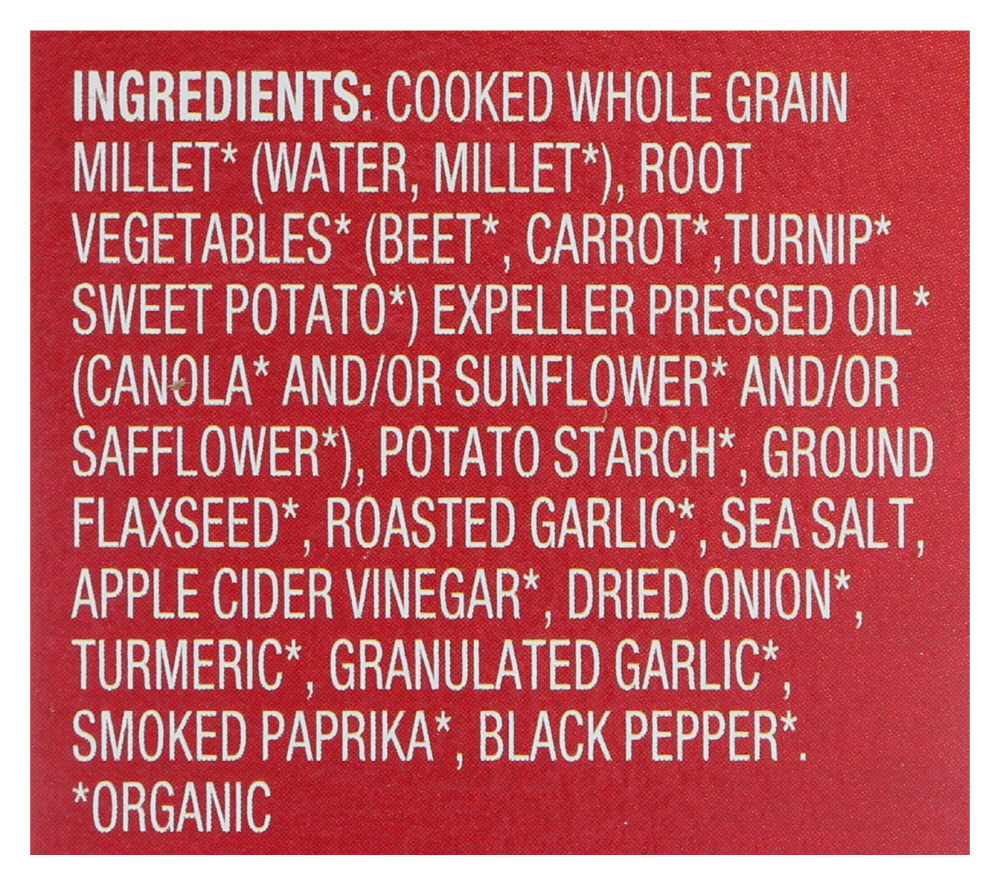 INGREDIENTS: COOKED WHOLE GRAIN
MILLET* (WATER, MILLET*), ROOT
VEGETABLES* (BEET*, CARROT*,TURNIP*
SWEET POTATO*) EXPELLER PRESSED OIL*
(CANOLA* AND/OR SUNFLOWER* AND/OR
SAFFLOWER*), POTATO STARCH*, GROUND
FLAXSEED*, ROASTED GARLIC*, SEA SALT,
APPLE CIDER VINEGAR*, DRIED ONION*,
TURMERIC*, GRANULATED GARLIC*,
SMOKED PAPRIKA*, BLACK PEPPER*.
*ORGANIC